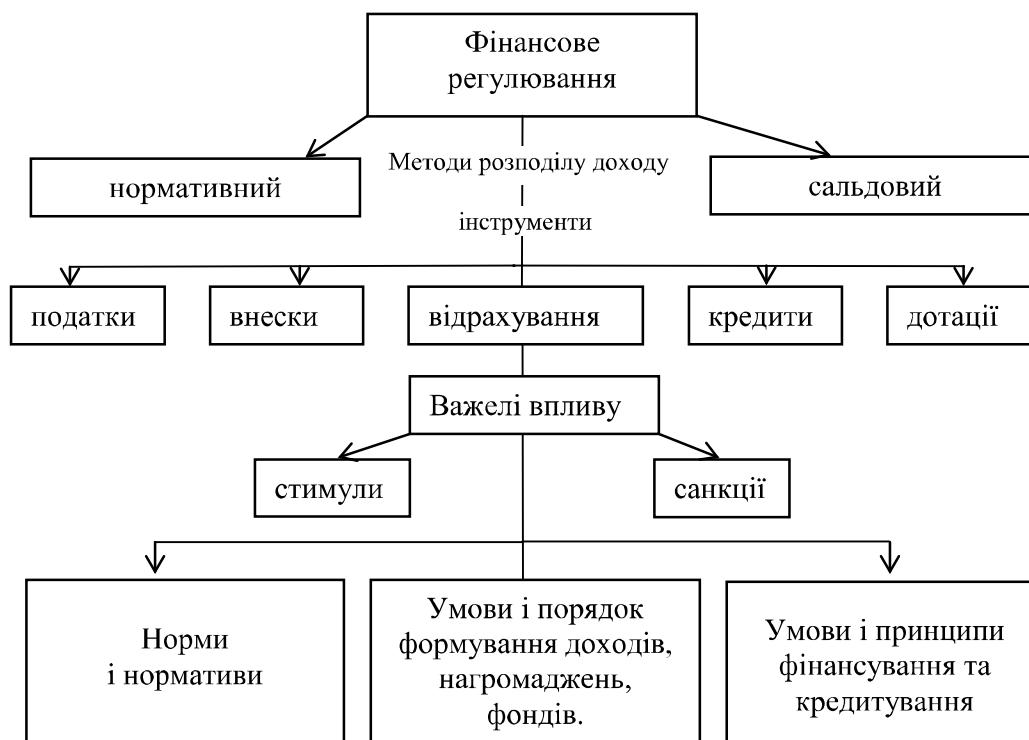 Фінансове
регулювання
Методи розподілу доходу
нормативний
сальдовий
інструменти
податки
внески
відрахування
кредити
дотації
Важелі впливу
стимули
санкції
Норми
і нормативи
Умови і порядок
формування доходів,
нагромаджень,
фондів.
Умови і принципи
фінансування та
кредитування